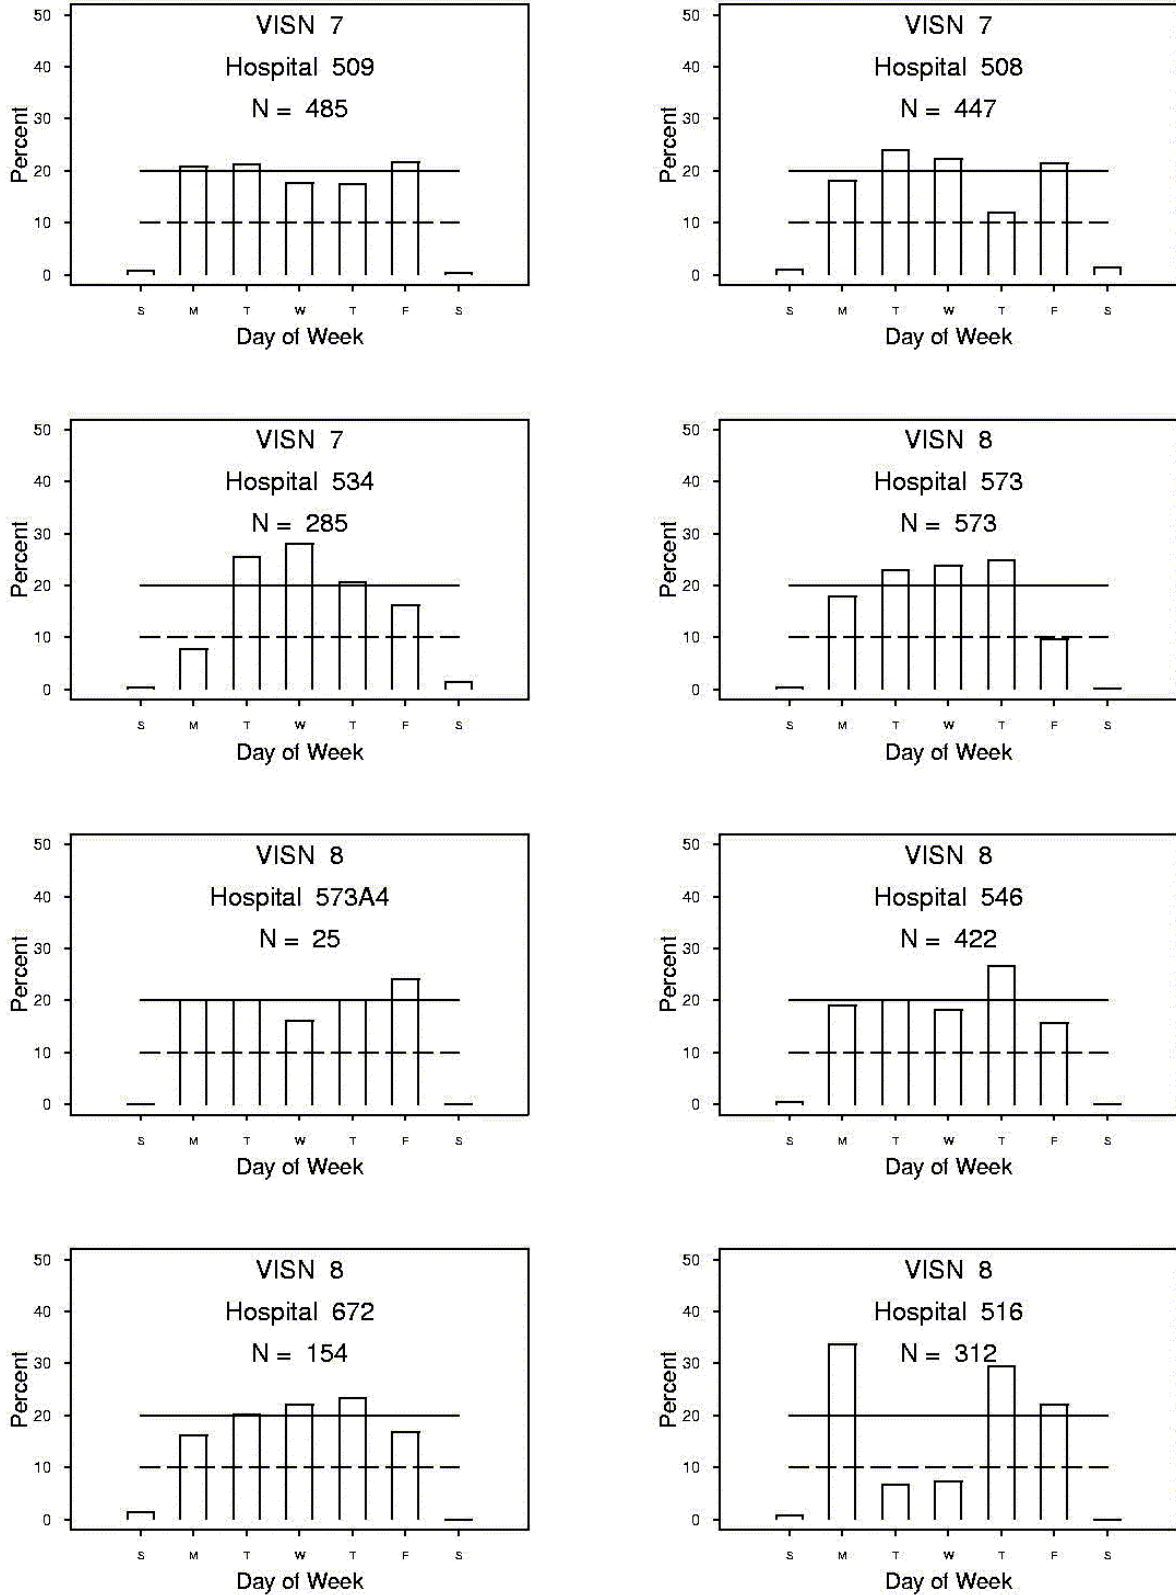 VISN 7
Hospital 509
N = 485
Percent
50
40
30
20
10
0
S M T W T F S
Day of Week
VISN 7
Hospital 508
N = 447
Percent
50
40
30
20
10
0
S M T W T F S
Day of Week
VISN 7
Hospital 534
N = 285
Percent
50
40
30
20
10
0
S M T W T F S
Day of Week
VISN 8
Hospital 573
N = 573
Percent
50
40
30
20
10
0
S M T W T F S
Day of Week
VISN 8
Hospital 573A4
N = 25
Percent
50
40
30
20
10
0
S M T W T F S
Day of Week
VISN 8
Hospital 546
N = 422
Percent
50
40
30
20
10
0
S M T W T F S
Day of Week
VISN 8
Hospital 672
N = 154
Percent
50
40
30
20
10
0
S M T W T F S
Day of Week
VISN 8
Hospital 516
N = 312
Percent
50
40
30
20
10
0
S M T W T F S
Day of Week